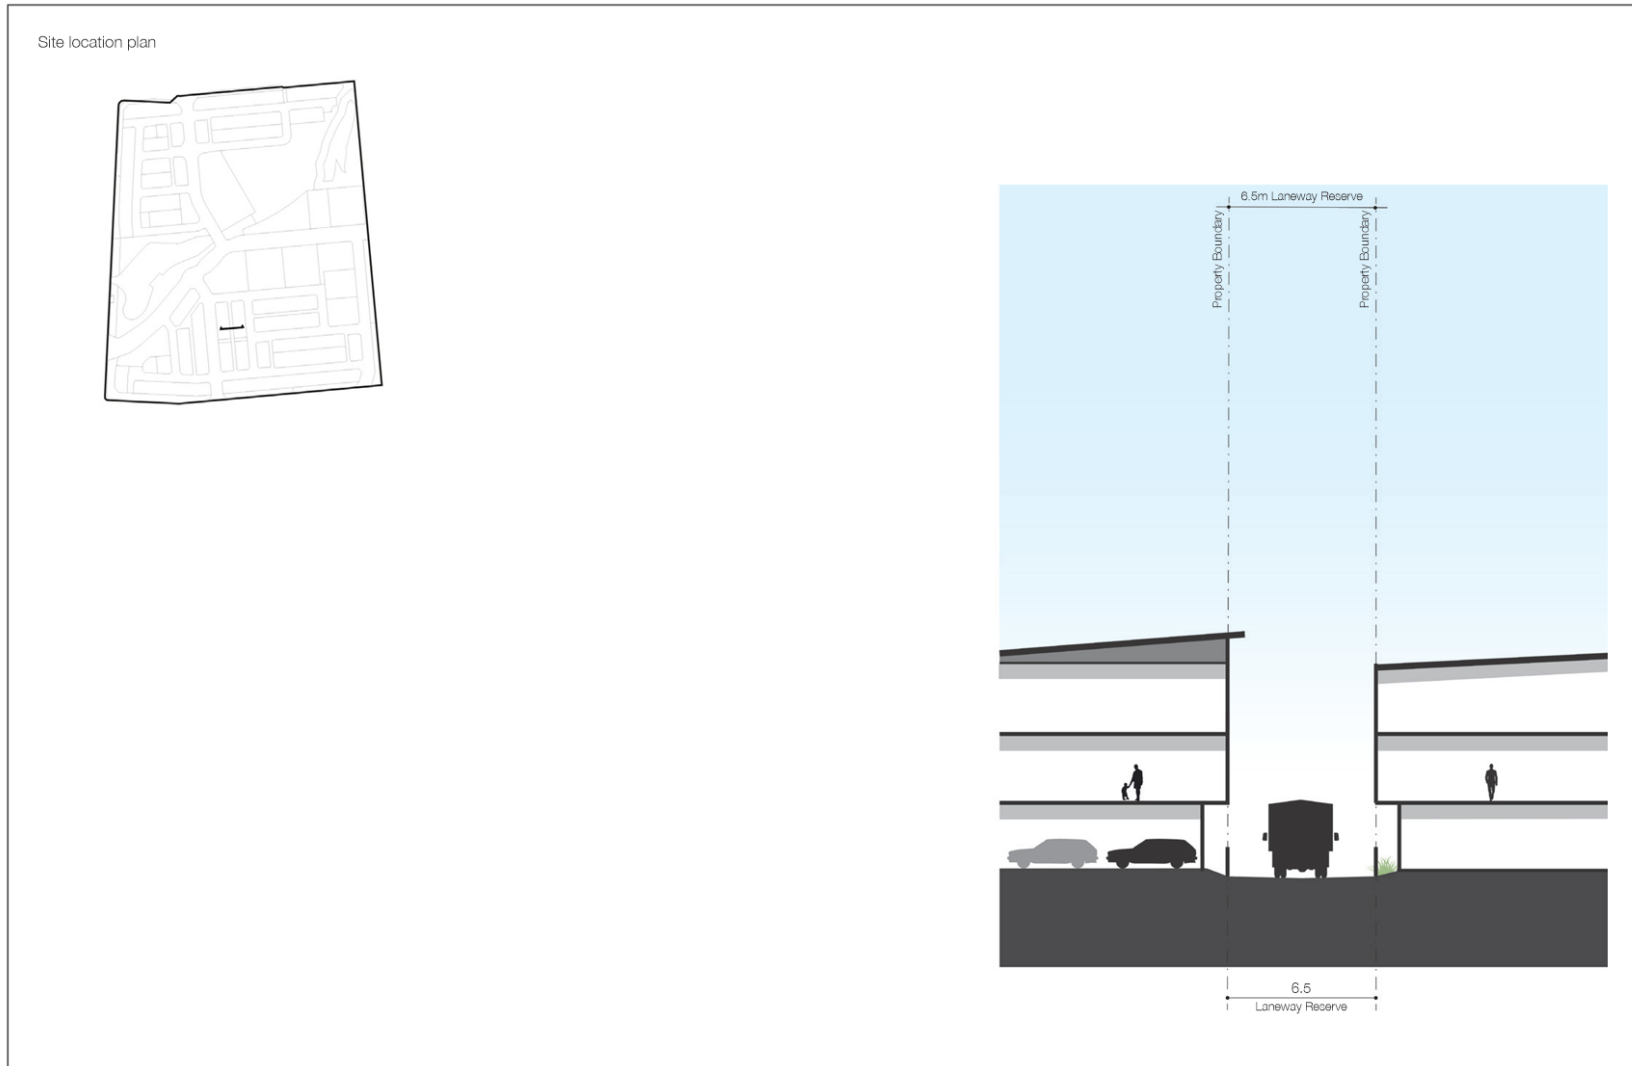 Site location plan
6.5m Laneway Reserve
Property Boundary
Property Boundary
6.5
Laneway Reserve